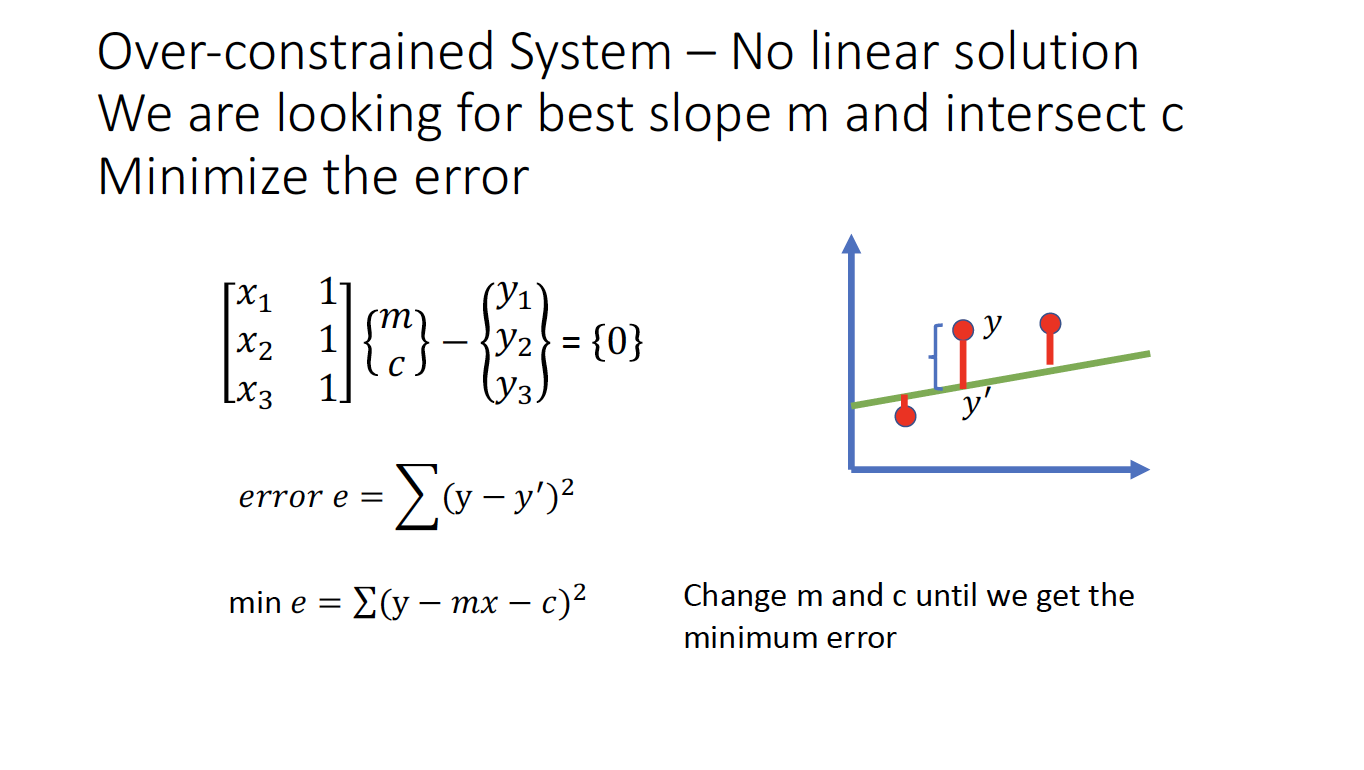 Over-constrained System – No linear solution
We are looking for best slope m and intersect c
Minimize the error
[x₁ 1; x₂ 1; x₃ 1] {m; c} − {y₁; y₂; y₃} = {0}
y
y′
error e = ∑(y − y′)²
min e = ∑(y − mx − c)²
Change m and c until we get the
minimum error